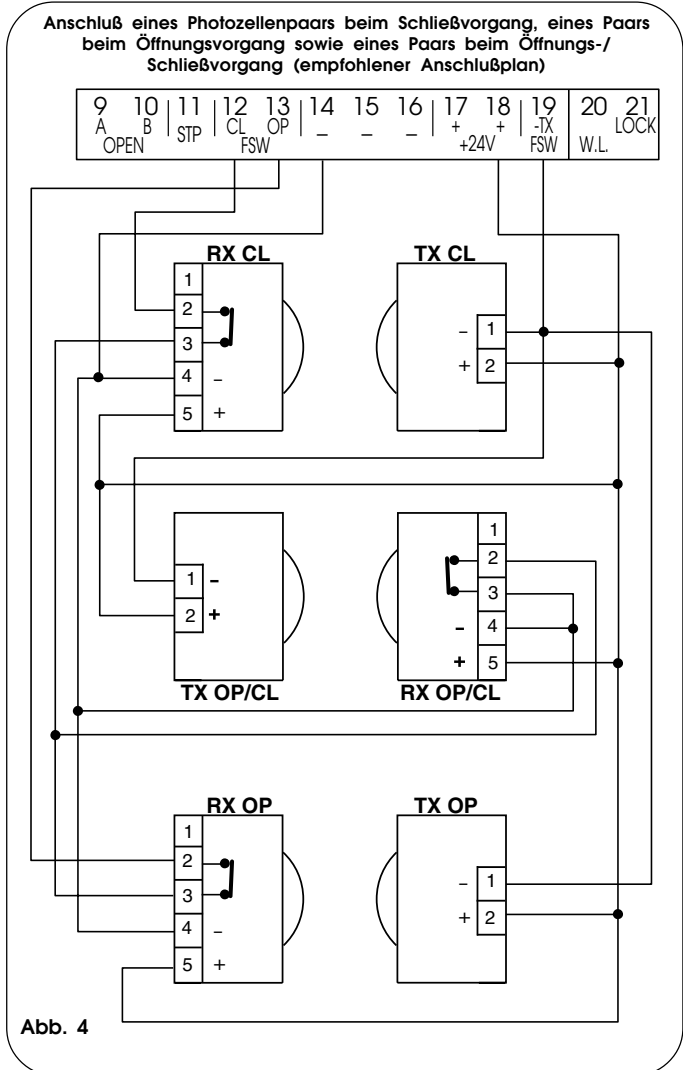 Anschluß eines Photozellenpaars beim Schließvorgang, eines Paars
beim Öffnungsvorgang sowie eines Paars beim Öffnungs-/
Schließvorgang (empfohlener Anschlußplan)
9 10 11 12 13 14 15 16 17 18 19 20 21
A B STP CL OP – – – + + -TX LOCK
OPEN FSW +24V FSW W.L.
RX CL TX CL
1
2
3
4 –
5 +
– 1
+ 2
1 -
2 +
1
2
3
- 4
+ 5
TX OP/CL RX OP/CL
RX OP TX OP
1
2
3
4 –
5 +
– 1
+ 2
Abb. 4